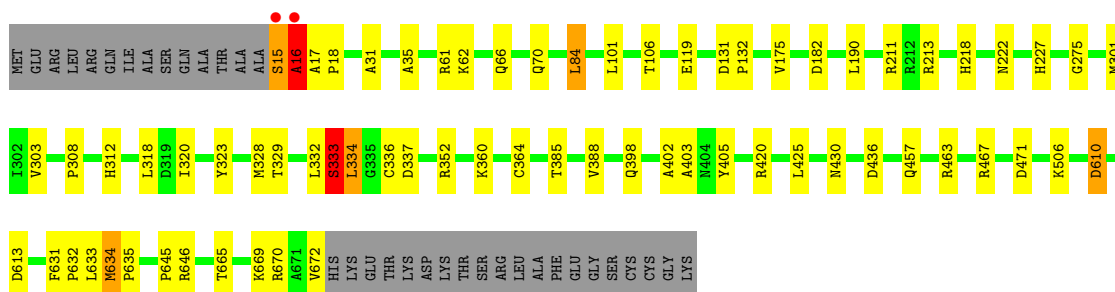 MET GLU ARG LEU ARG GLN ILE ALA SER GLN ALA THR ALA ALA S15 A16 A17 P18 A31 A35 R61 K62 Q66 Q70 L84 L101 T106 E119 D131 P132 V175 D182 L190 R211 R212 R213 H218 N222 H227 G275 M301
I302 V303 P308 H312 L318 D319 I320 Y323 M328 T329 L332 S333 L334 G335 C336 D337 R352 K360 C364 T385 V388 Q398 A402 A403 N404 Y405 R420 L425 N430 D436 Q457 R463 R467 D471 K506 D610
D613 F631 P632 L633 M634 P635 P645 R646 T665 K669 R670 A671 V672 HIS LYS GLU THR LYS ASP LYS THR SER ARG LEU ALA PHE GLU GLY SER CYS CYS GLY LYS